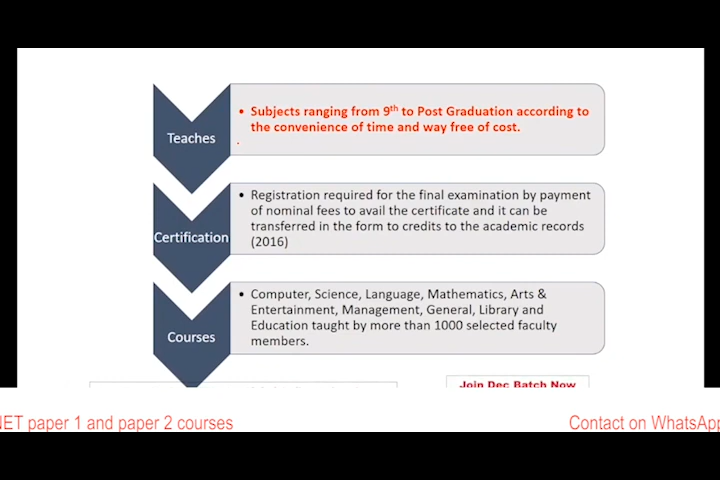 Teaches
• Subjects ranging from 9th to Post Graduation according to
the convenience of time and way free of cost.
Certification
• Registration required for the final examination by payment
of nominal fees to avail the certificate and it can be
transferred in the form to credits to the academic records
(2016)
Courses
• Computer, Science, Language, Mathematics, Arts &
Entertainment, Management, General, Library and
Education taught by more than 1000 selected faculty
members.
Join Dec Batch Now
NET paper 1 and paper 2 courses
Contact on WhatsApp